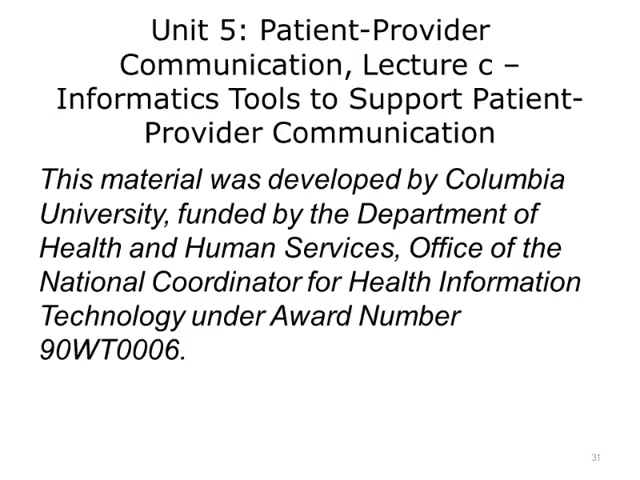 Unit 5: Patient-Provider
Communication, Lecture c –
Informatics Tools to Support Patient-
Provider Communication
This material was developed by Columbia
University, funded by the Department of
Health and Human Services, Office of the
National Coordinator for Health Information
Technology under Award Number
90WT0006.
31